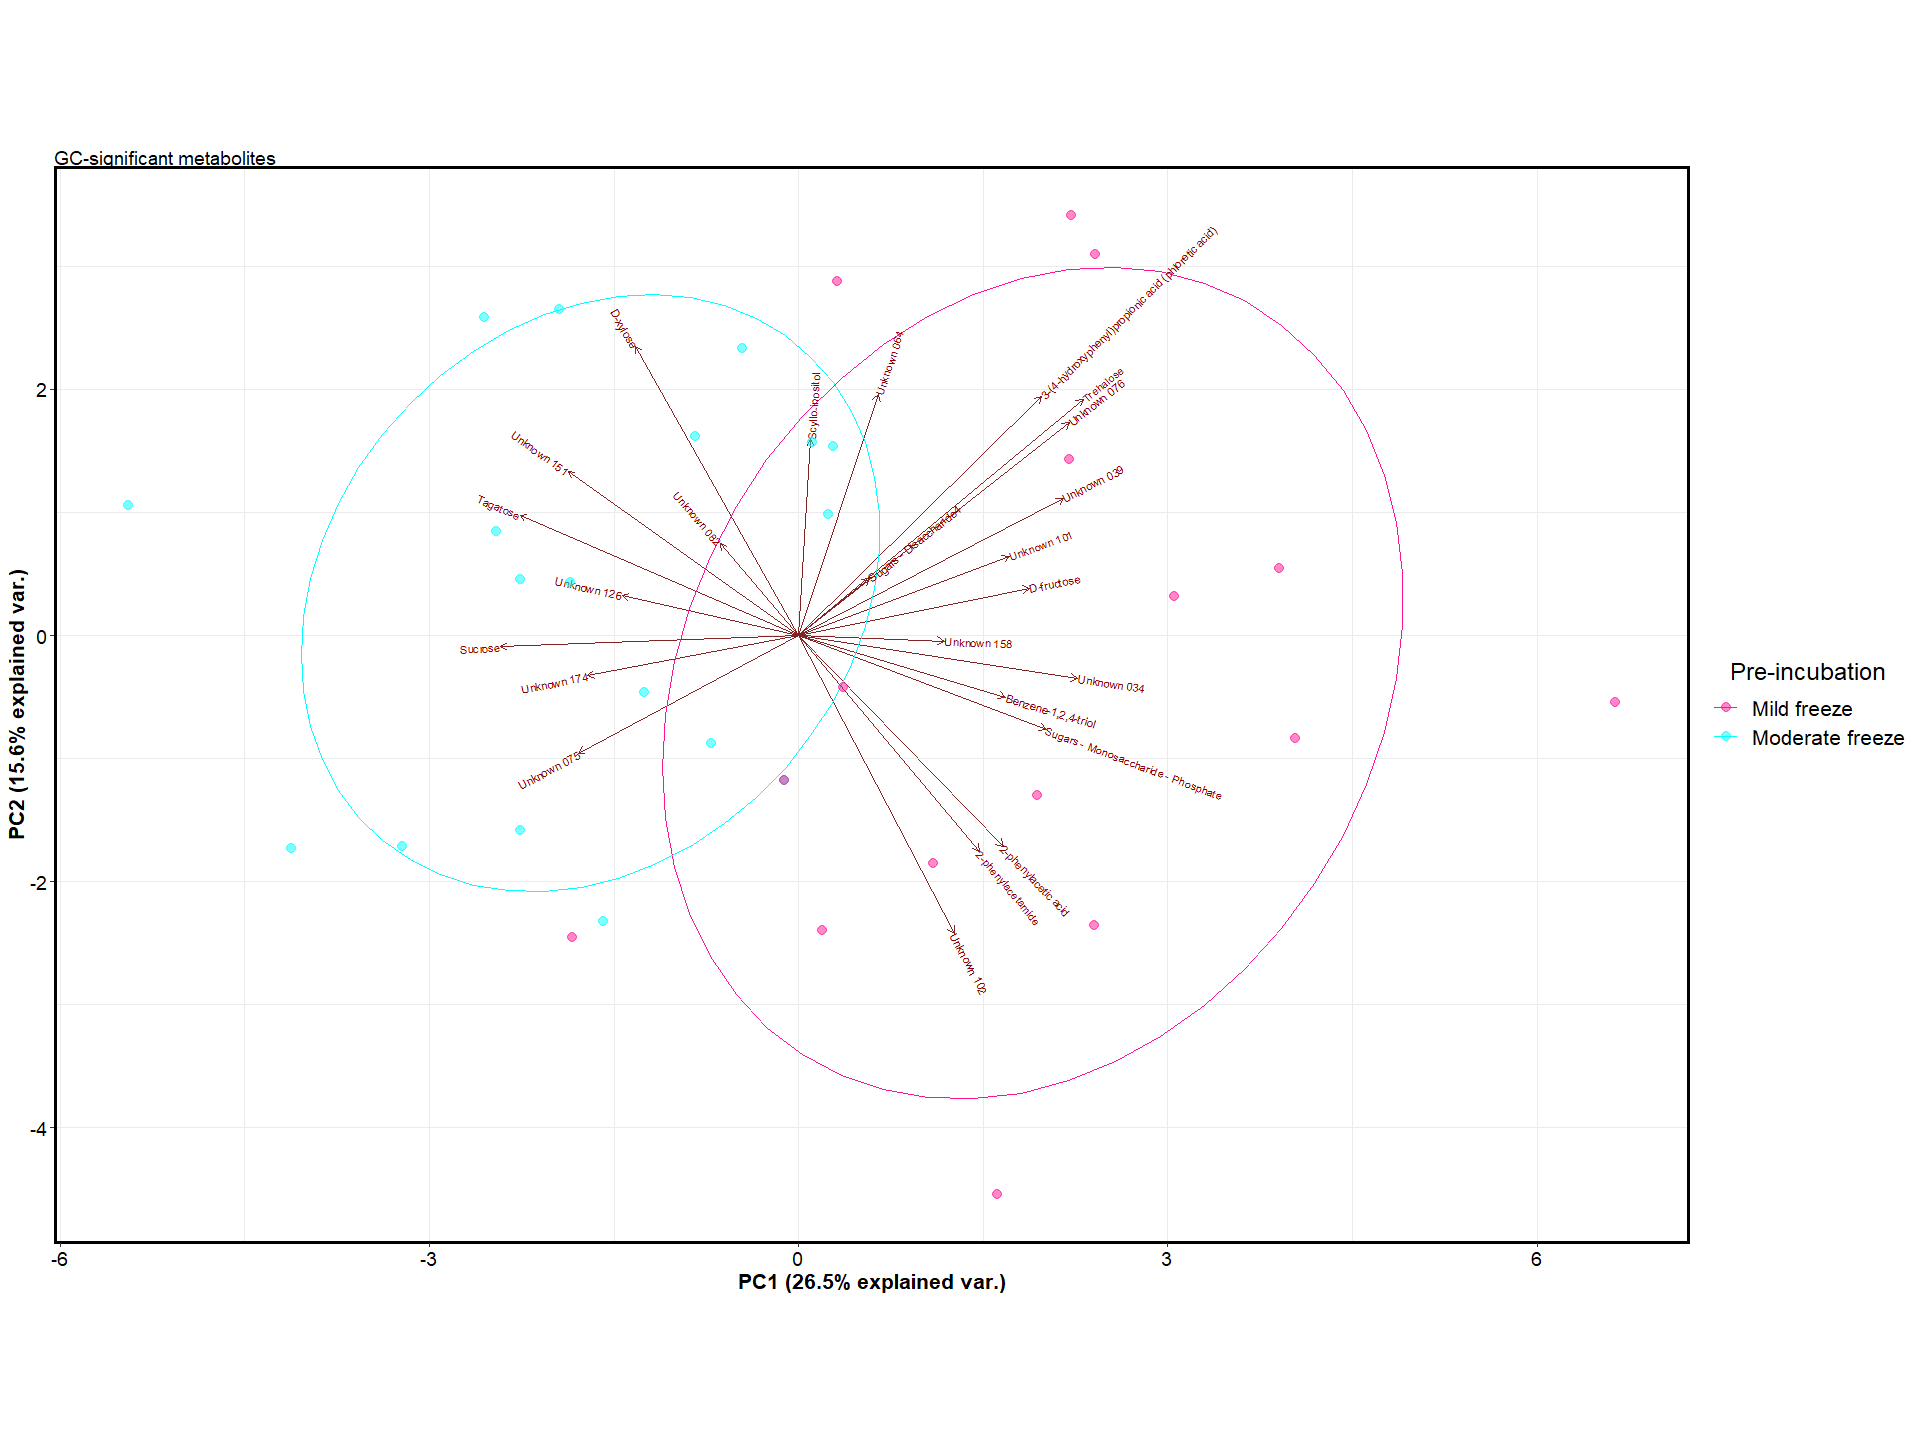 GC-significant metabolites
3-(4-hydroxyphenyl)propionic acid (phloretic acid)
D-xylose
Unknown 064
Scyllo.inositol
Trehalose
Unknown 076
Unknown 151
Unknown 039
Tagatose
Unknown 082
Sugars - Disaccharide
Unknown 101
Unknown 126
D-fructose
Sucrose
Unknown 158
Unknown 174
Unknown 034
Benzene-1,2,4-triol
Sugars - Monosaccharide - Phosphate
Unknown 075
2-phenylacetic acid
2-phenylacetamide
Unknown 102
2
0
-2
-4
PC2 (15.6% explained var.)
-6
-3
0
3
6
PC1 (26.5% explained var.)
Pre-incubation
Mild freeze
Moderate freeze